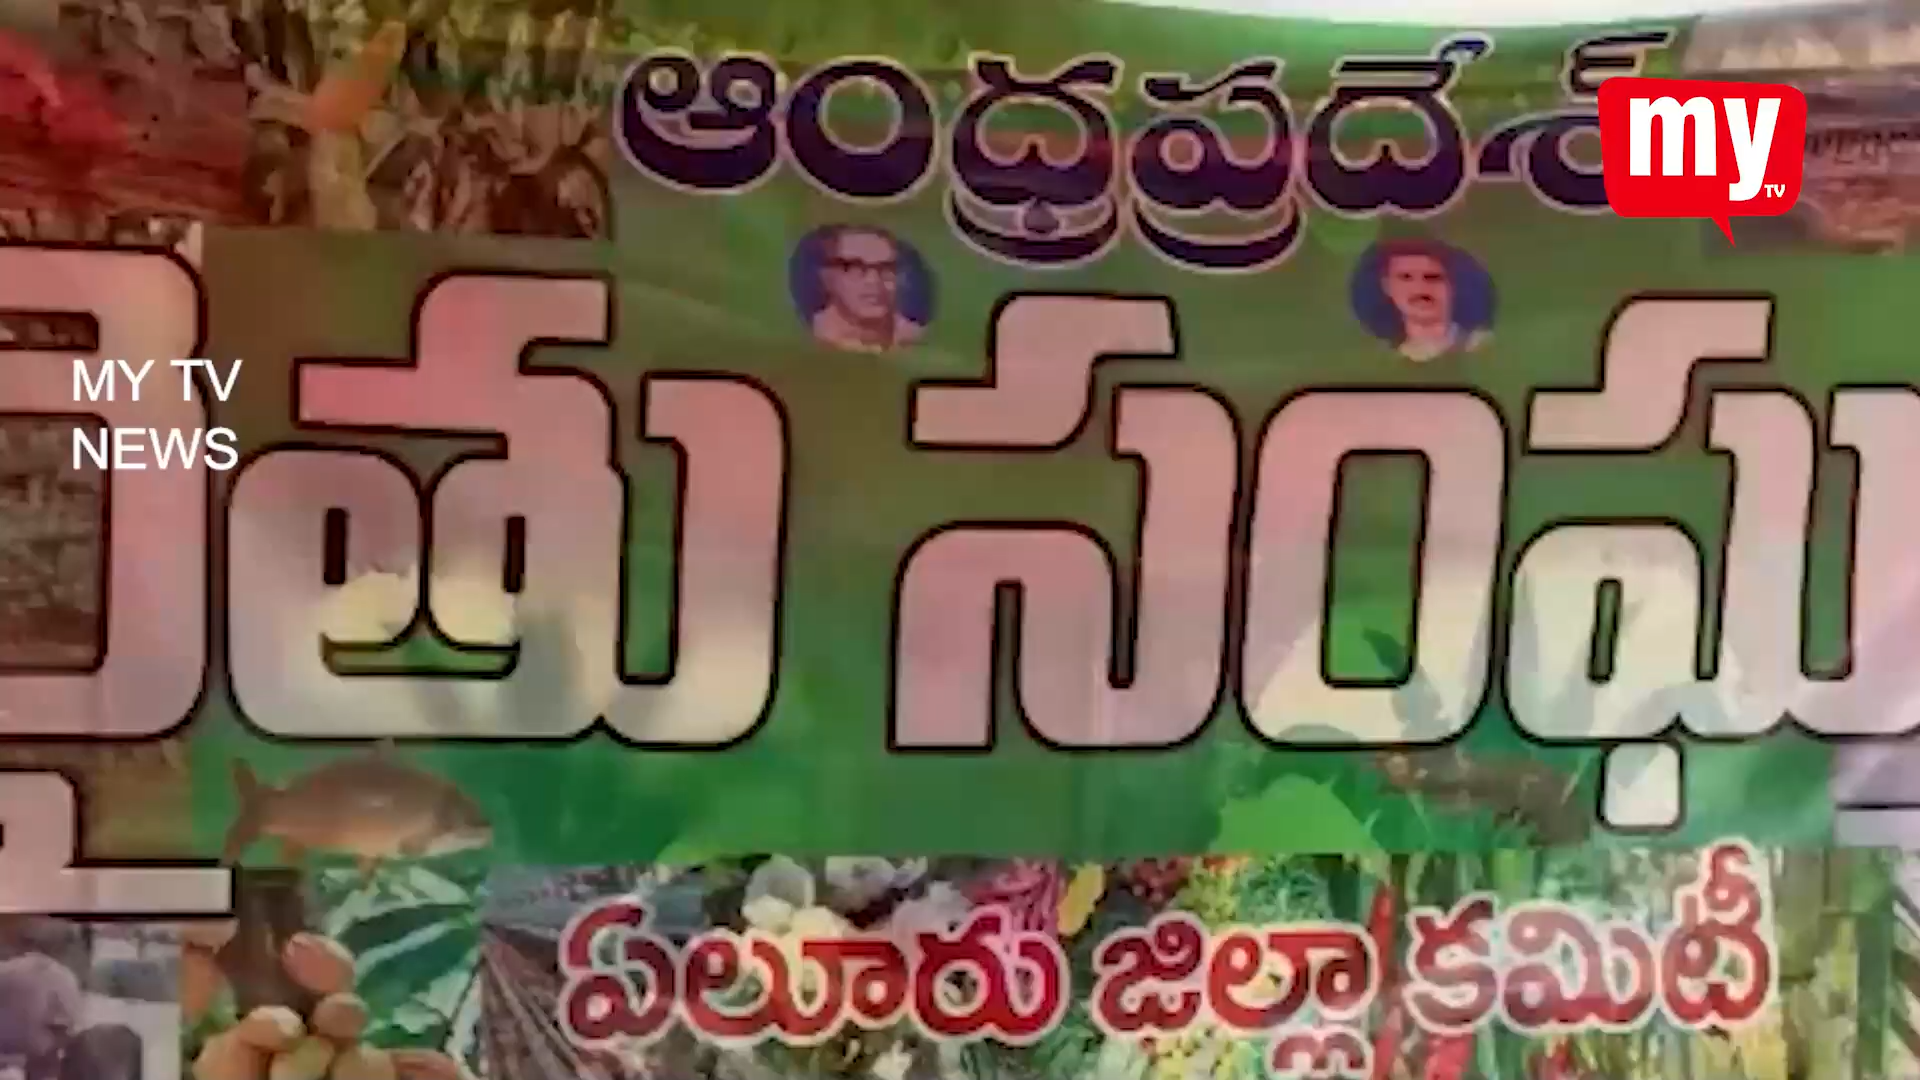 ఆంధ్రప్రదేశ్
my TV
రైతు సంఘ
MY TV
NEWS
ఏలూరు జిల్లా కమిటీ